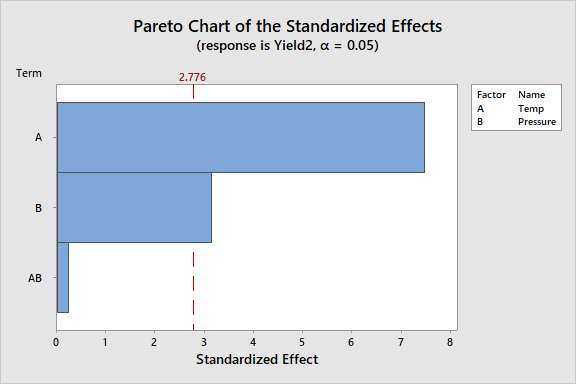 Pareto Chart of the Standardized Effects
(response is Yield2, α = 0.05)
Term
2.776
Factor Name
A Temp
B Pressure
A
B
AB
0 1 2 3 4 5 6 7 8
Standardized Effect